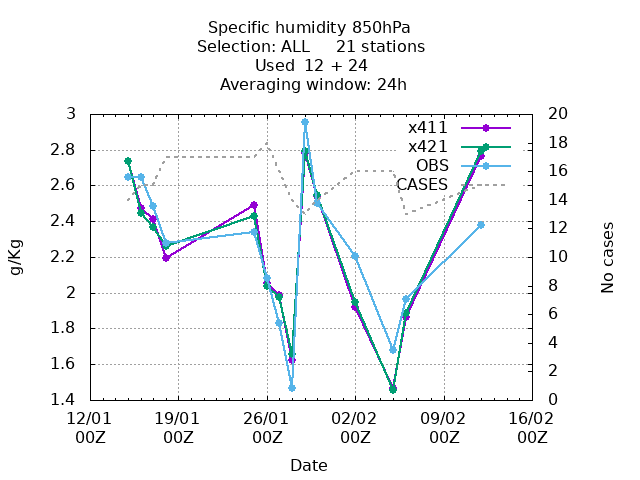 Specific humidity 850hPa
Selection: ALL     21 stations
Used  12 + 24
Averaging window: 24h
3
2.8
2.6
2.4
2.2
2
1.8
1.6
1.4
g/Kg
20
18
16
14
12
10
8
6
4
2
0
No cases
x411
x421
OBS
CASES
12/01 19/01 26/01 02/02 09/02 16/02
00Z 00Z 00Z 00Z 00Z 00Z
Date